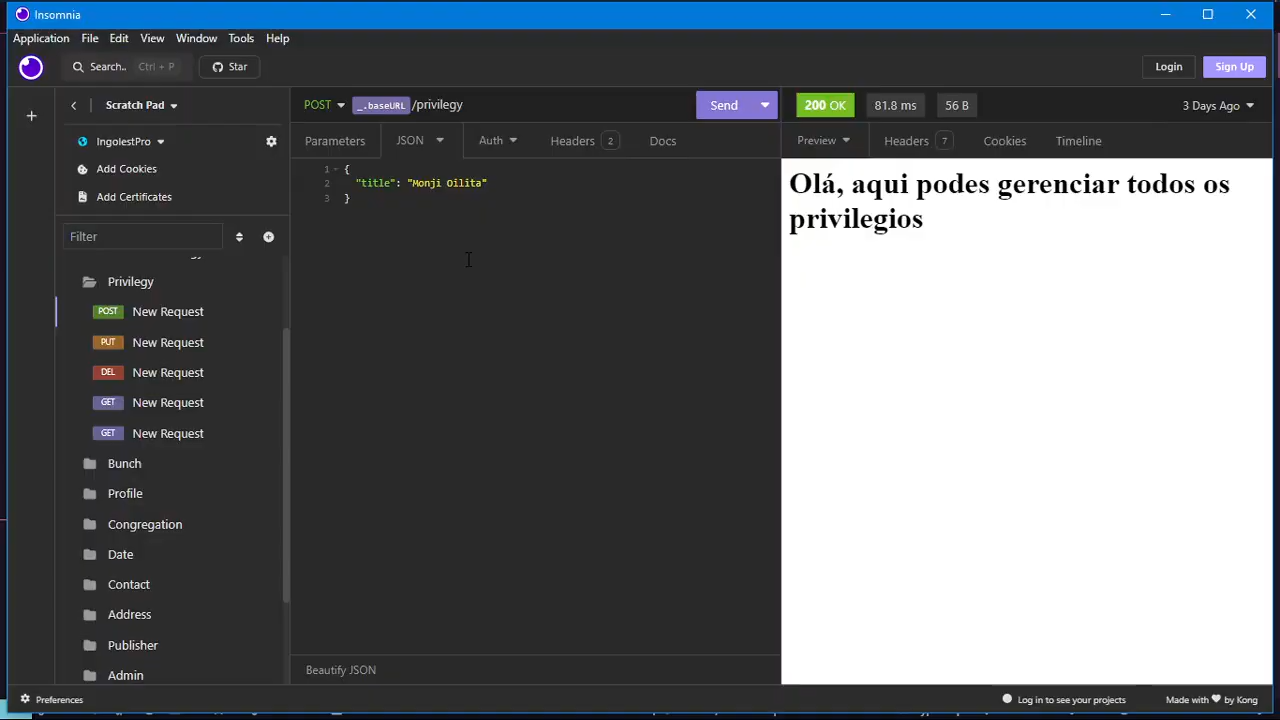 Insomnia
Application File Edit View Window Tools Help
Search.. Ctrl + P Star Login Sign Up
Scratch Pad
IngolestPro
Add Cookies
Add Certificates
Filter
Privilegy
POST New Request
PUT New Request
DEL New Request
GET New Request
GET New Request
Bunch
Profile
Congregation
Date
Contact
Address
Publisher
Admin
POST _.baseURL /privilegy Send
Parameters JSON Auth Headers 2 Docs
1 {
2 "title": "Monji Oilita"
3 }
Beautify JSON
200 OK 81.8 ms 56 B 3 Days Ago
Preview Headers 7 Cookies Timeline
Olá, aqui podes gerenciar todos os
privilegios
Preferences Log in to see your projects Made with ❤ by Kong